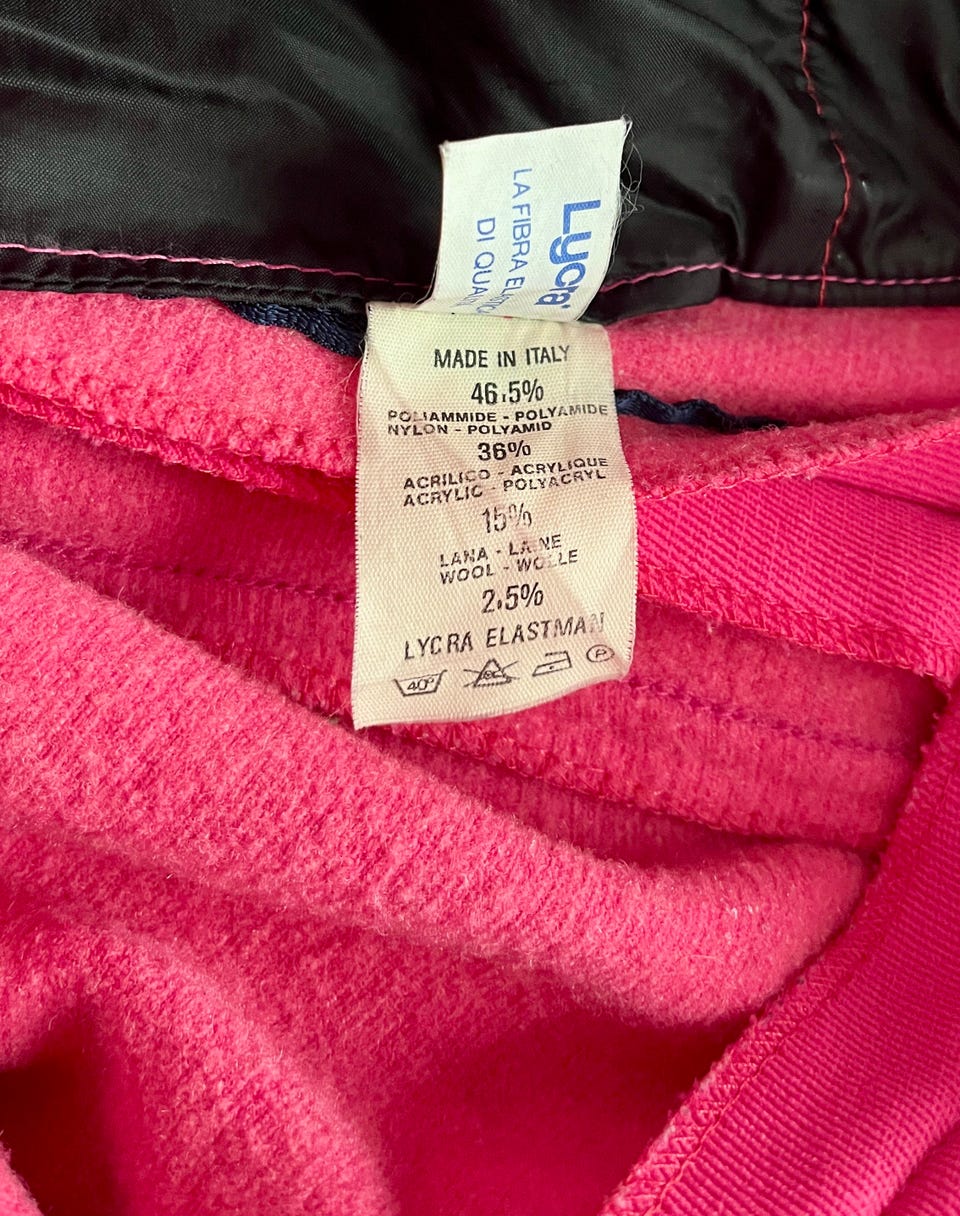 Lycra
LA FIBRA
DI
MADE IN ITALY
46.5%
POLIAMMIDE - POLYAMIDE
NYLON - POLYAMID
36%
ACRILICO - ACRYLIQUE
ACRYLIC - POLYACRYL
15%
LANA - LAINE
WOOL - WOLLE
2.5%
LYCRA ELASTMAN
40° CL P